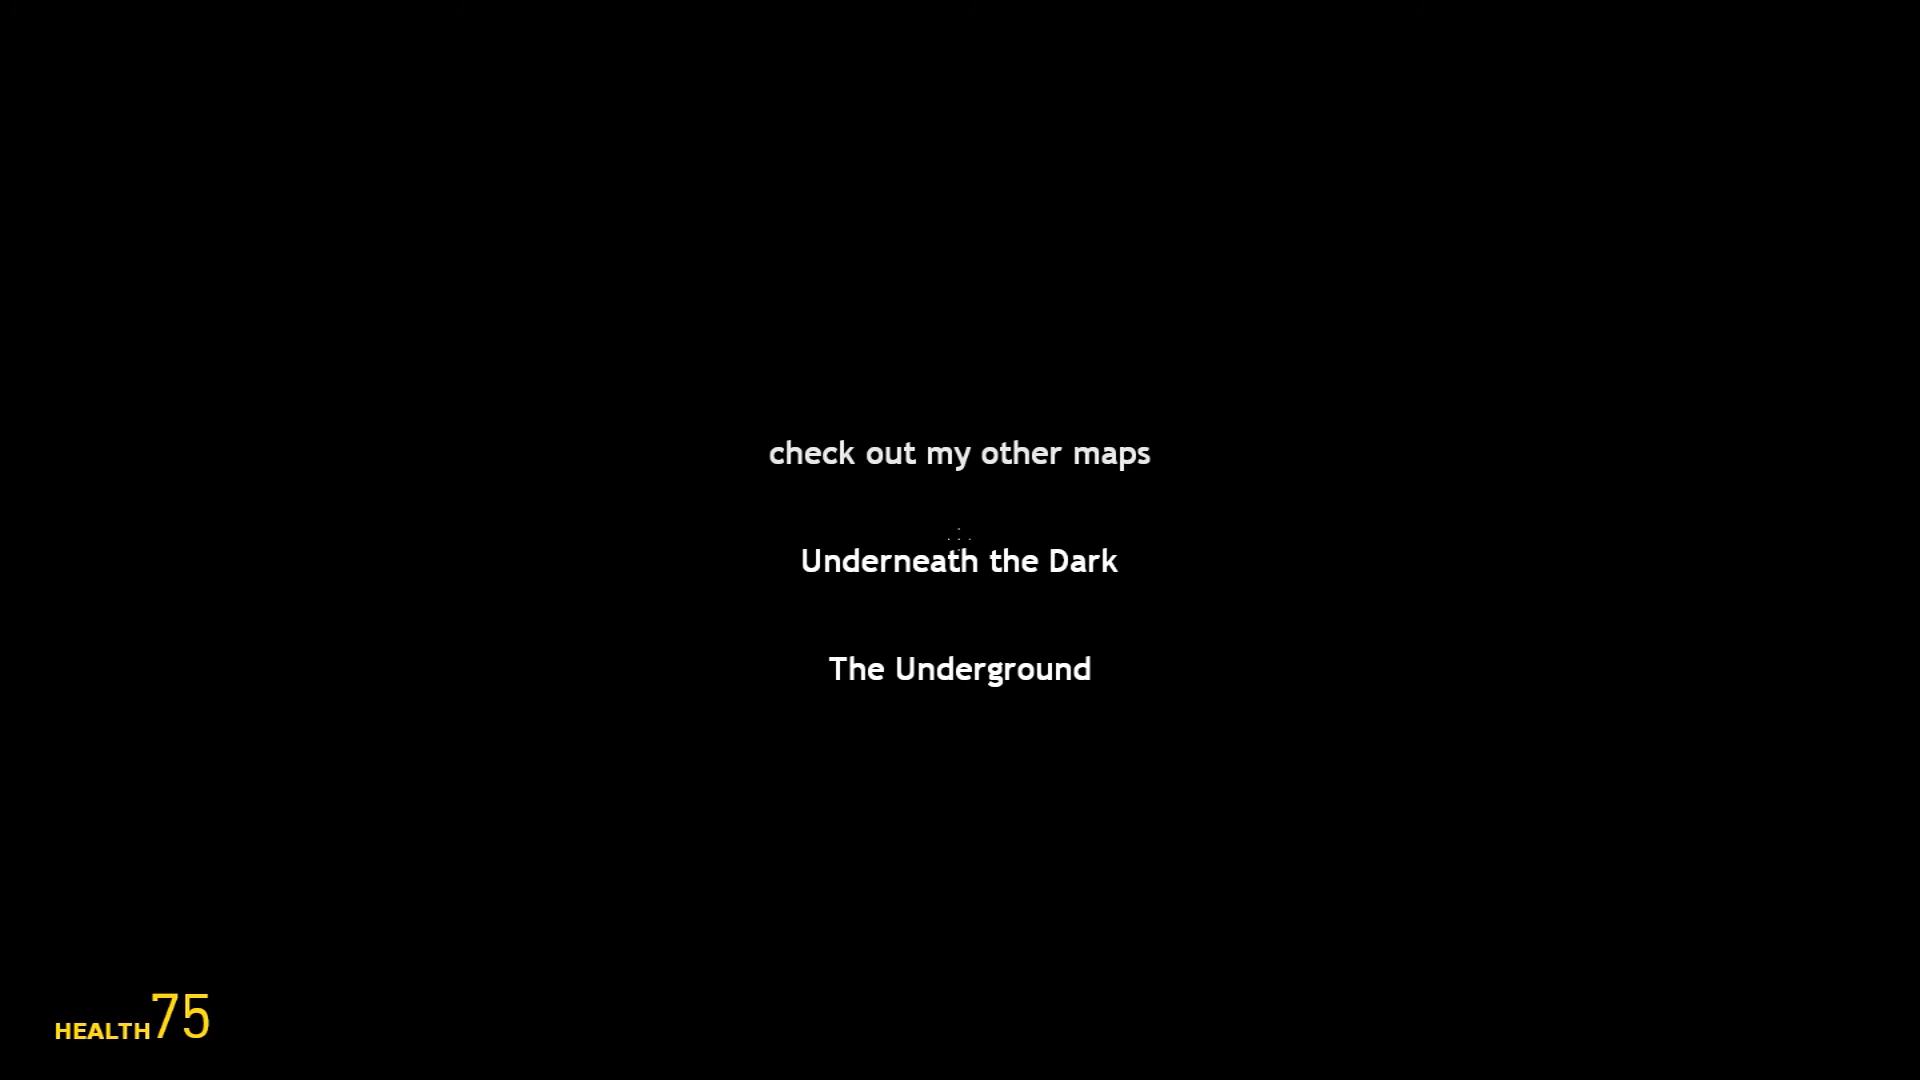 check out my other maps
Underneath the Dark
The Underground
HEALTH 75